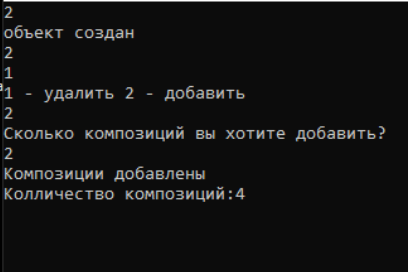 2
объект создан
2
1
1 - удалить 2 - добавить
2
Сколько композиций вы хотите добавить?
2
Композиции добавлены
Колличество композиций:4